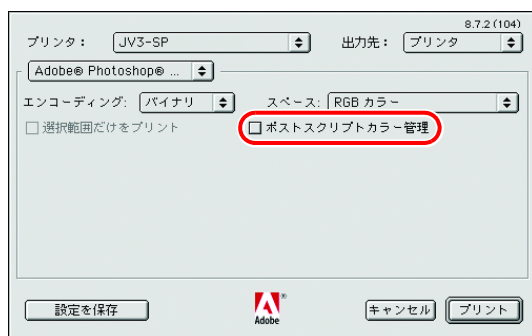 8.7.2 (104)
プリンタ： JV3-SP 出力先： プリンタ
Adobe® Photoshop® ...
エンコーディング: バイナリ スペース: RGB カラー
選択範囲だけをプリント ポストスクリプトカラー管理
設定を保存 Adobe® キャンセル プリント